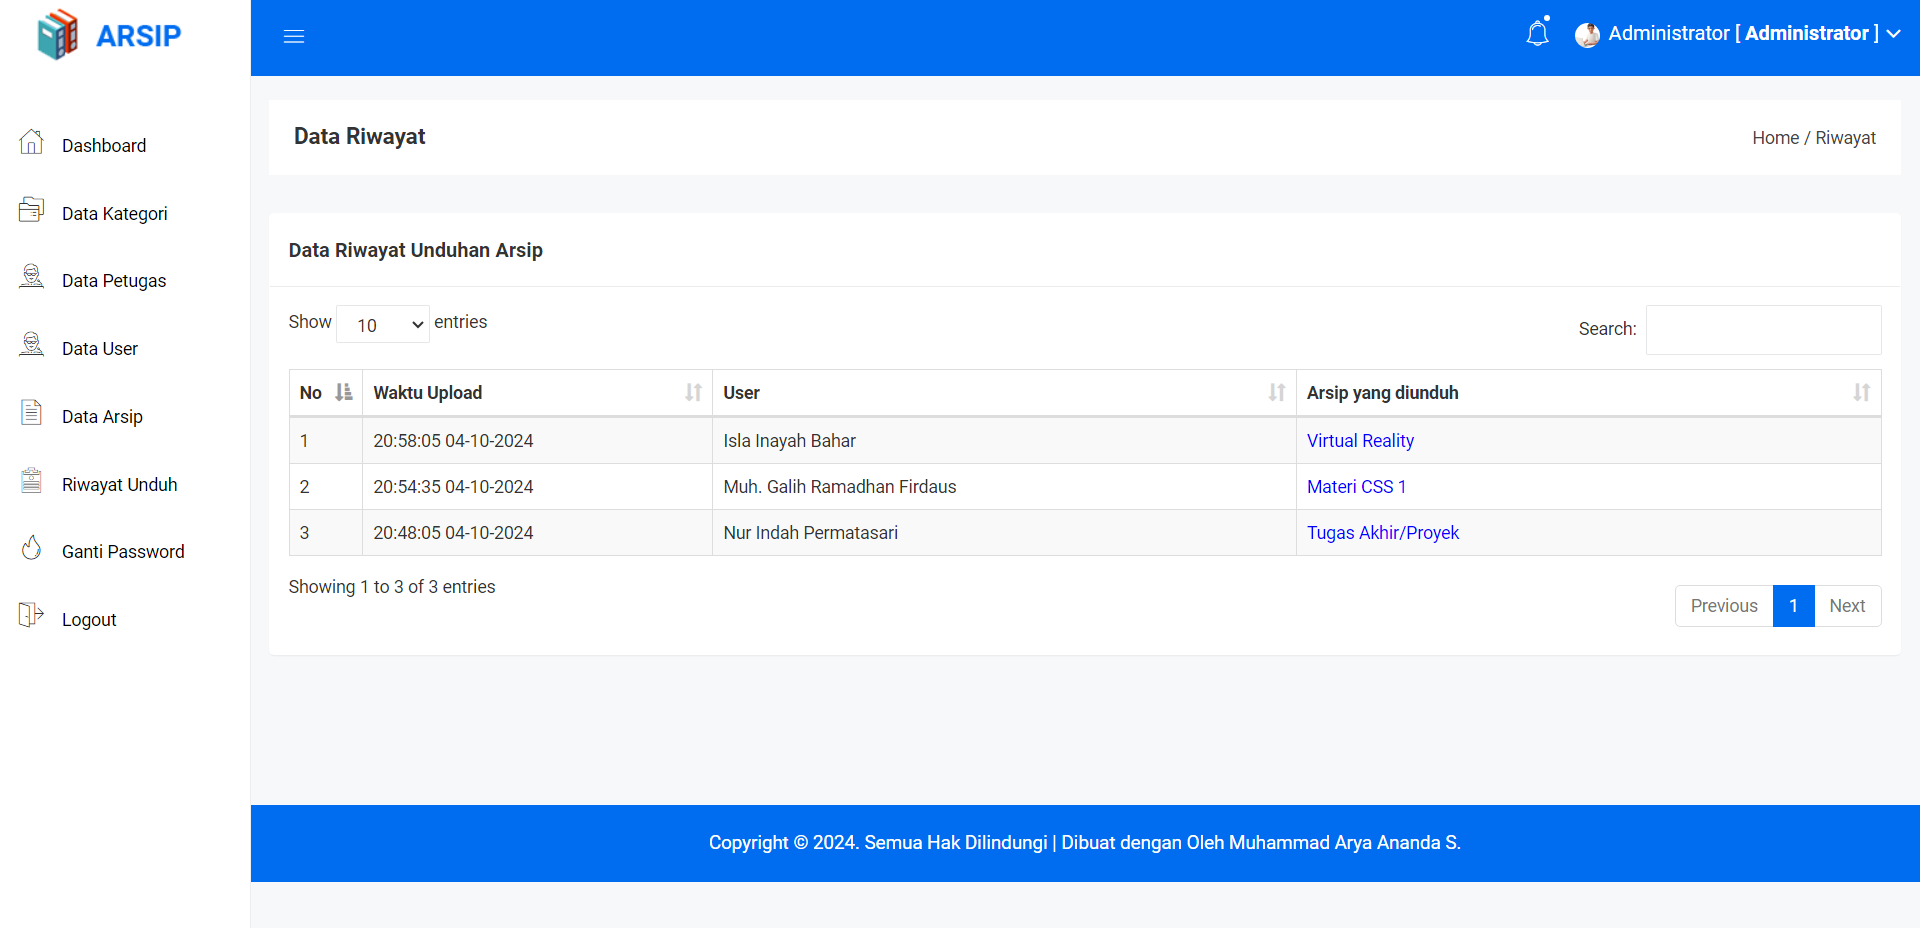 ARSIP
Administrator [ Administrator ]
Dashboard
Data Kategori
Data Petugas
Data User
Data Arsip
Riwayat Unduh
Ganti Password
Logout
Data Riwayat
Home / Riwayat
Data Riwayat Unduhan Arsip
Show 10 entries
Search:
No Waktu Upload User Arsip yang diunduh
1 20:58:05 04-10-2024 Isla Inayah Bahar Virtual Reality
2 20:54:35 04-10-2024 Muh. Galih Ramadhan Firdaus Materi CSS 1
3 20:48:05 04-10-2024 Nur Indah Permatasari Tugas Akhir/Proyek
Showing 1 to 3 of 3 entries
Previous 1 Next
Copyright © 2024. Semua Hak Dilindungi | Dibuat dengan Oleh Muhammad Arya Ananda S.